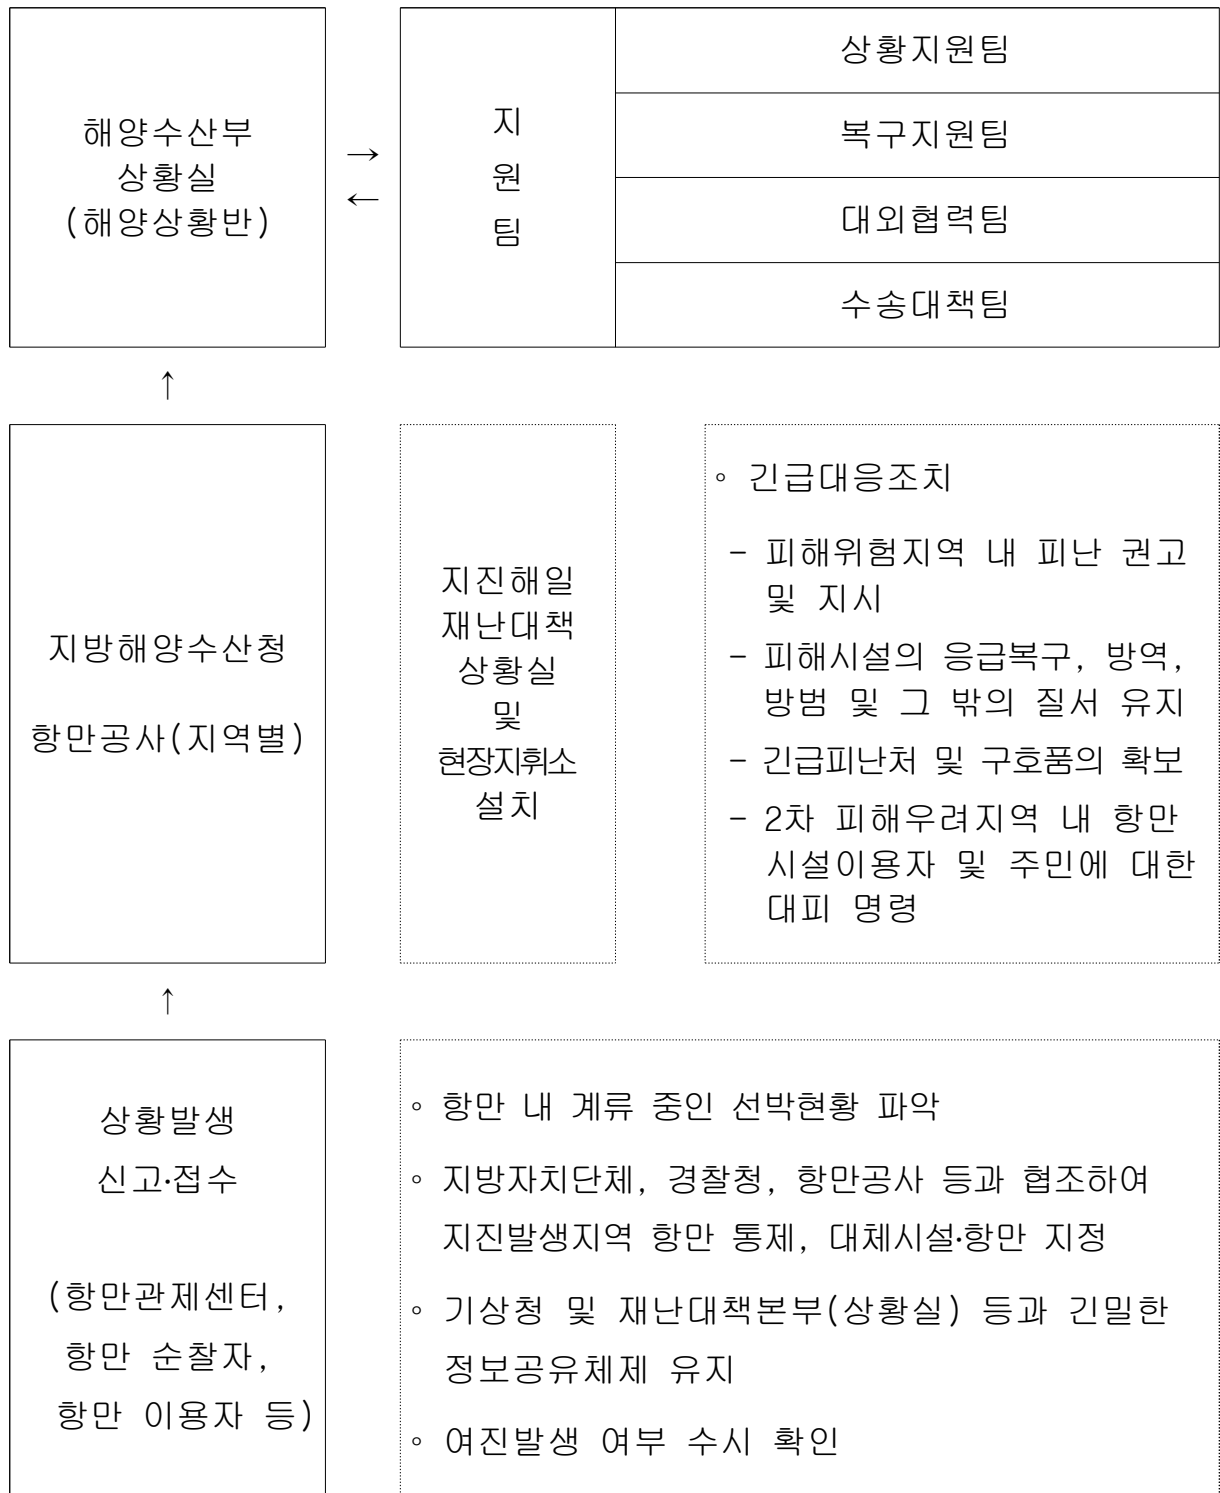 해양수산부
상황실
(해양상황반)
→
←
지
원
팀
상황지원팀
복구지원팀
대외협력팀
수송대책팀
↑
지방해양수산청
항만공사(지역별)
지진해일
재난대책
상황실
및
현장지휘소
설치
◦ 긴급대응조치
- 피해위험지역 내 피난 권고
및 지시
- 피해시설의 응급복구, 방역,
방범 및 그 밖의 질서 유지
- 긴급피난처 및 구호품의 확보
- 2차 피해우려지역 내 항만
시설이용자 및 주민에 대한
대피 명령
↑
상황발생
신고·접수
(항만관제센터,
항만 순찰자,
항만 이용자 등)
◦ 항만 내 계류 중인 선박현황 파악
◦ 지방자치단체, 경찰청, 항만공사 등과 협조하여
지진발생지역 항만 통제, 대체시설·항만 지정
◦ 기상청 및 재난대책본부(상황실) 등과 긴밀한
정보공유체제 유지
◦ 여진발생 여부 수시 확인